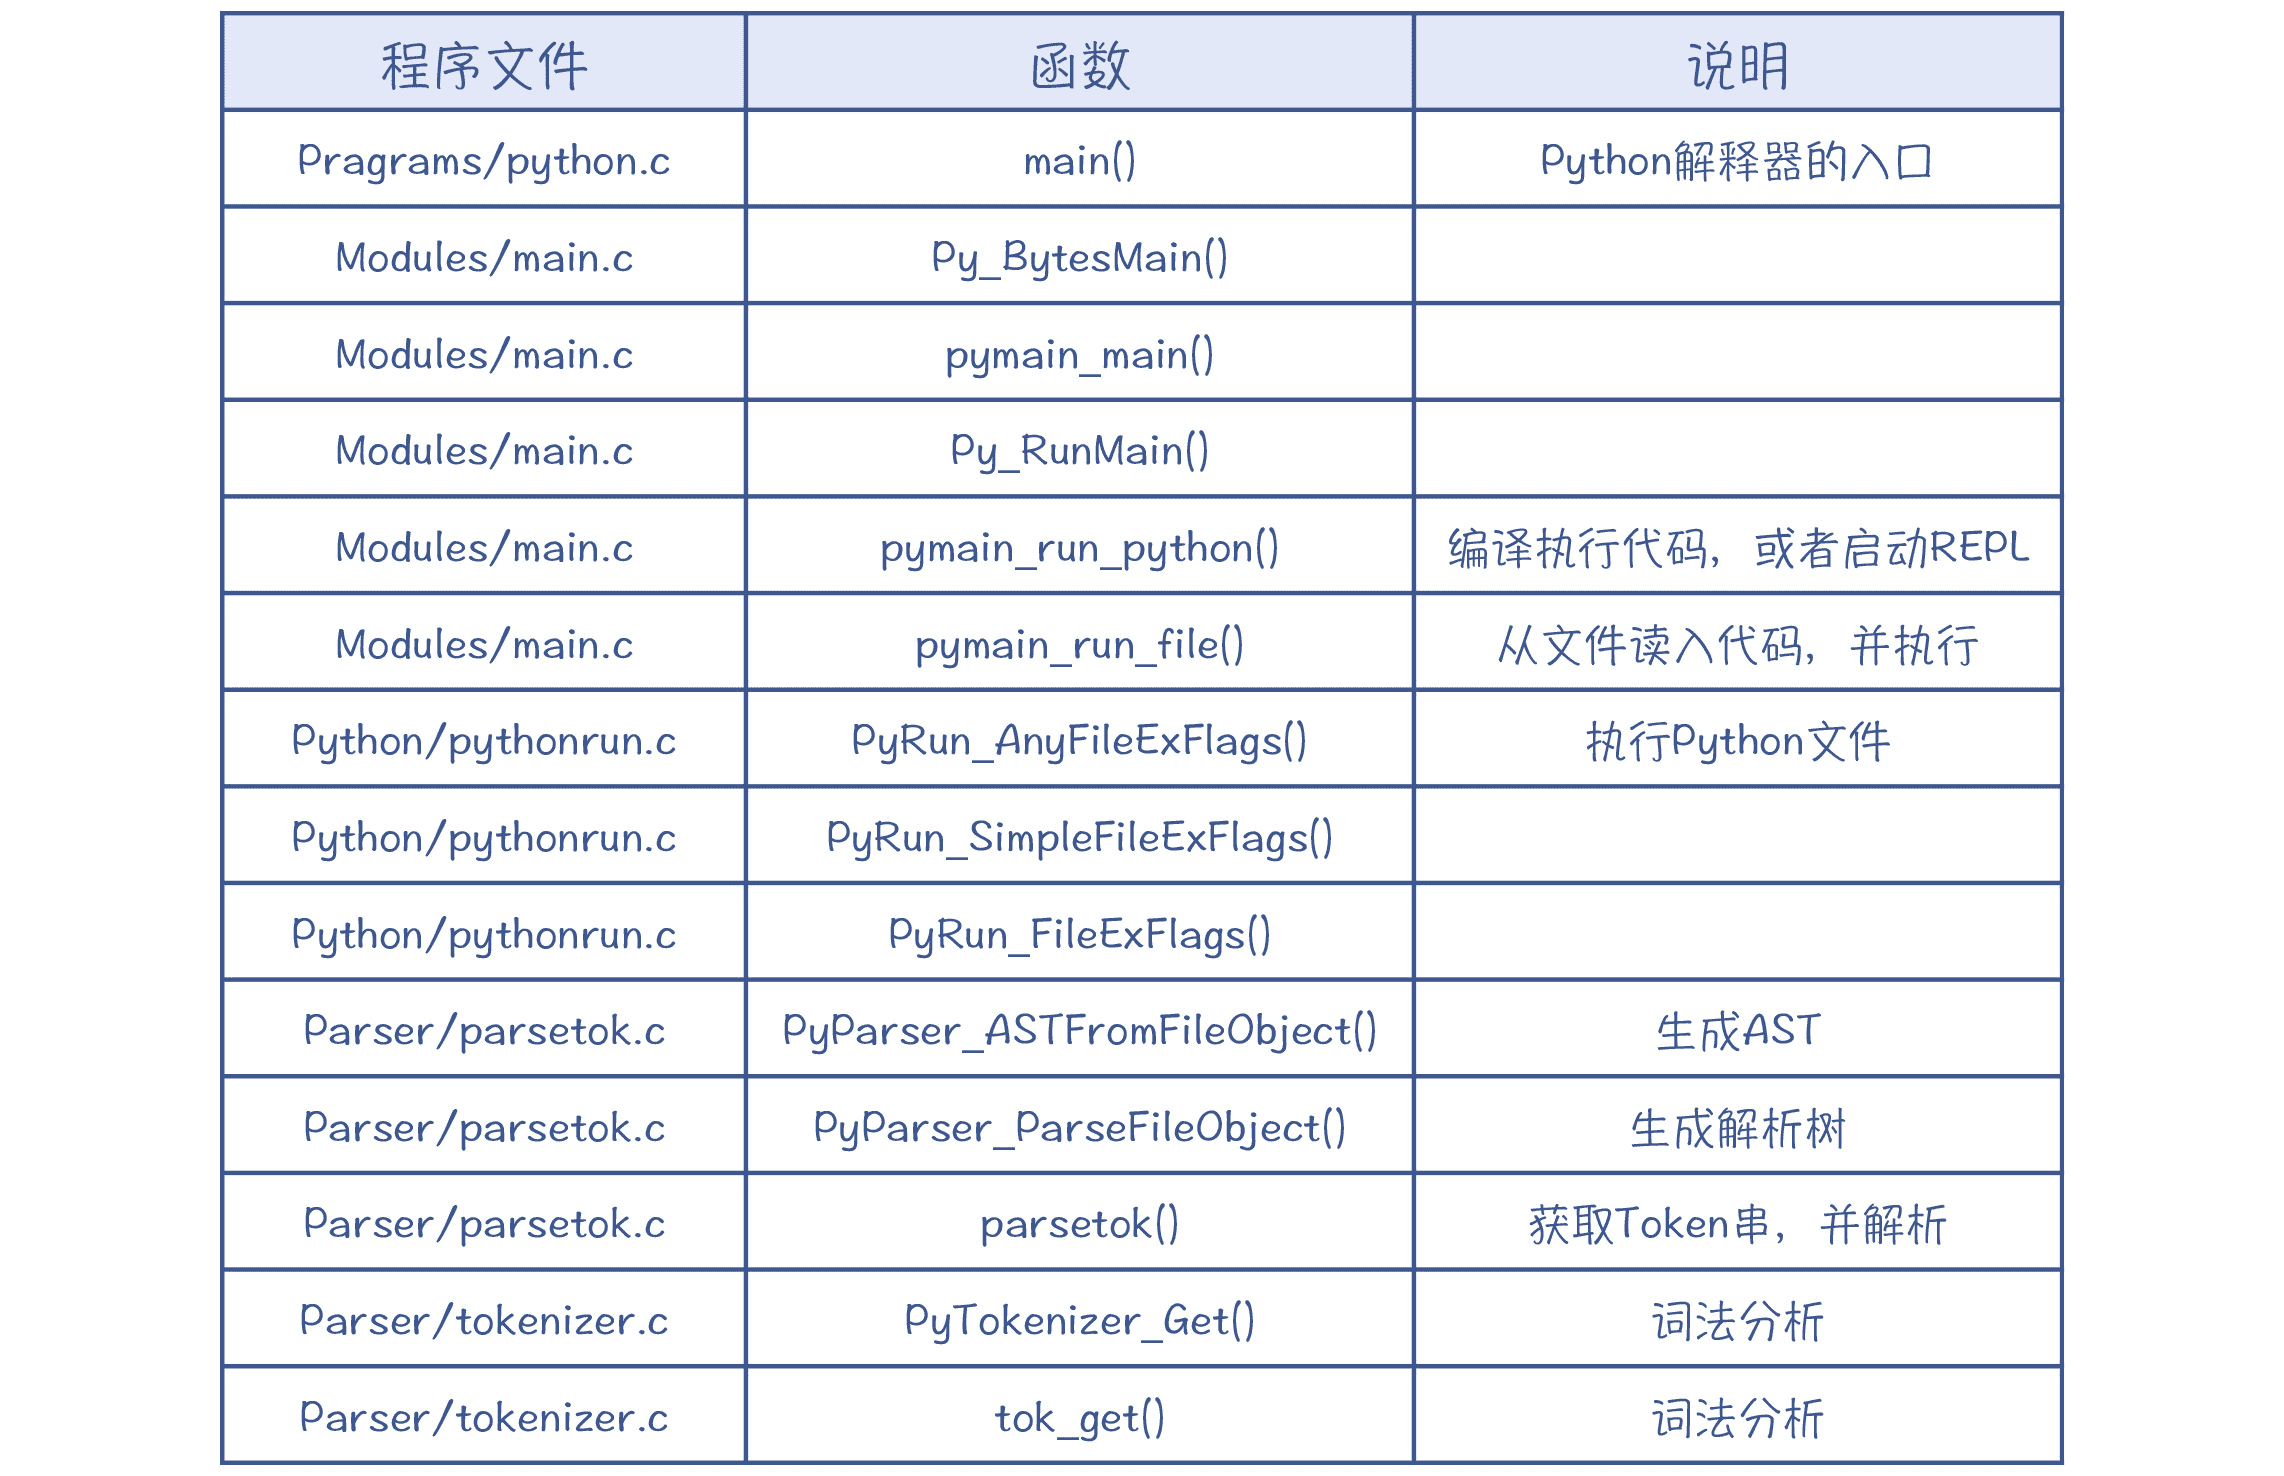 程序文件 函数 说明
Pragrams/python.c main() Python解释器的入口
Modules/main.c Py_BytesMain()
Modules/main.c pymain_main()
Modules/main.c Py_RunMain()
Modules/main.c pymain_run_python() 编译执行代码，或者启动REPL
Modules/main.c pymain_run_file() 从文件读入代码，并执行
Python/pythonrun.c PyRun_AnyFileExFlags() 执行Python文件
Python/pythonrun.c PyRun_SimpleFileExFlags()
Python/pythonrun.c PyRun_FileExFlags()
Parser/parsetok.c PyParser_ASTFromFileObject() 生成AST
Parser/parsetok.c PyParser_ParseFileObject() 生成解析树
Parser/parsetok.c parsetok() 获取Token串，并解析
Parser/tokenizer.c PyTokenizer_Get() 词法分析
Parser/tokenizer.c tok_get() 词法分析